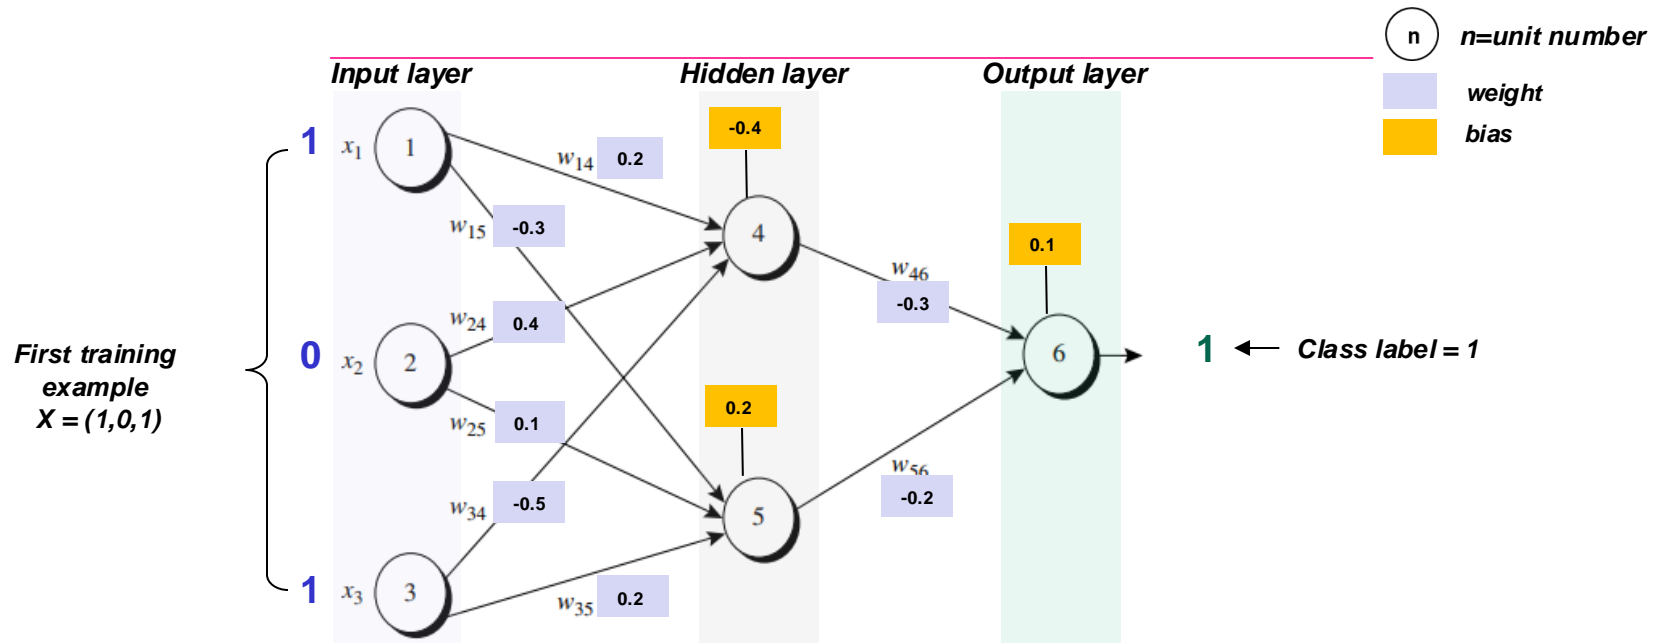 n n=unit number
Input layer Hidden layer Output layer
weight
bias
-0.4
1 x1 1
w14 0.2
w15 -0.3
4
0.1
w46
-0.3
w24 0.4
First training
example
X = (1,0,1)
0 x2 2
6
1 Class label = 1
w25 0.1
0.2
w56
-0.2
w34 -0.5
5
1 x3 3
w35 0.2